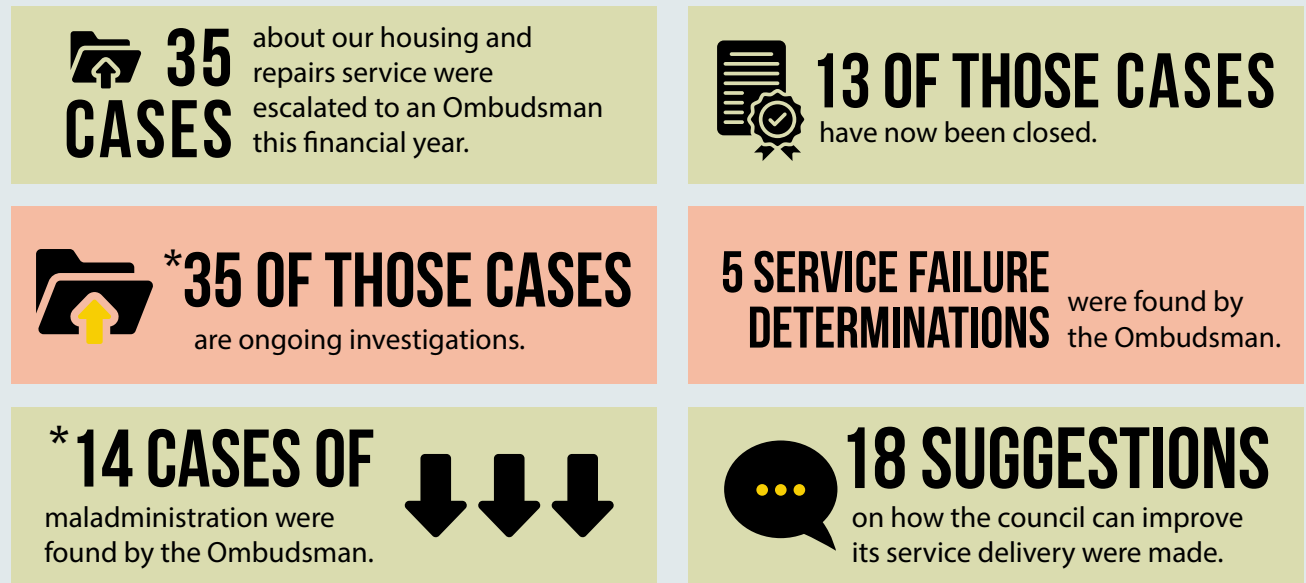 35
CASES
about our housing and
repairs service were
escalated to an Ombudsman
this financial year.
13 OF THOSE CASES
have now been closed.
*35 OF THOSE CASES
are ongoing investigations.
5 SERVICE FAILURE
DETERMINATIONS
were found by
the Ombudsman.
*14 CASES OF
maladministration were
found by the Ombudsman.
18 SUGGESTIONS
on how the council can improve
its service delivery were made.